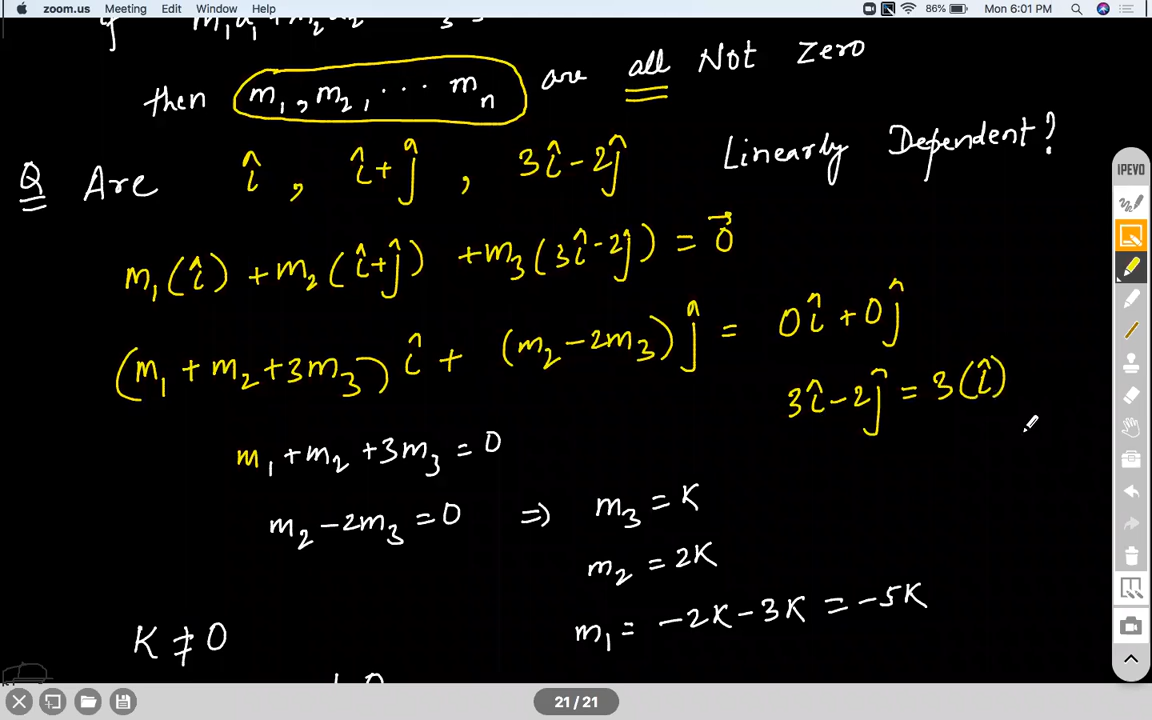 zoom.us Meeting Edit Window Help 86% Mon 6:01 PM
then m₁, m₂, ... mₙ are all Not Zero
Q Are î, î+ĵ, 3î-2ĵ Linearly Dependent?
m₁(î) + m₂(î+ĵ) + m₃(3î-2ĵ) = 0⃗
(m₁ + m₂ + 3m₃)î + (m₂ - 2m₃)ĵ = 0î + 0ĵ
3î - 2ĵ = 3(î)
m₁ + m₂ + 3m₃ = 0
m₂ - 2m₃ = 0 ⇒ m₃ = K
m₂ = 2K
m₁ = -2K - 3K = -5K
K ≠ 0
IPEVO
21/21